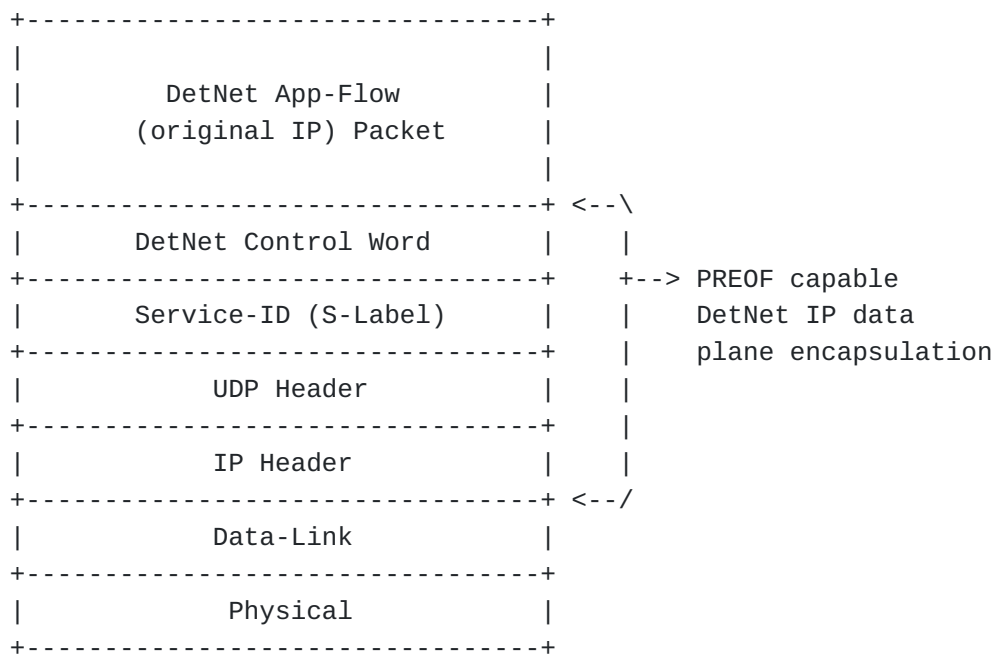 +---------------------------------+
|                                 |
|         DetNet App-Flow         |
|       (original IP) Packet      |
|                                 |
+---------------------------------+ <--\
|       DetNet Control Word       |    |
+---------------------------------+    +--> PREOF capable
|       Service-ID (S-Label)      |    |    DetNet IP data
+---------------------------------+    |    plane encapsulation
|            UDP Header           |    |
+---------------------------------+    |
|            IP Header            |    |
+---------------------------------+ <--/
|            Data-Link            |
+---------------------------------+
|             Physical            |
+---------------------------------+